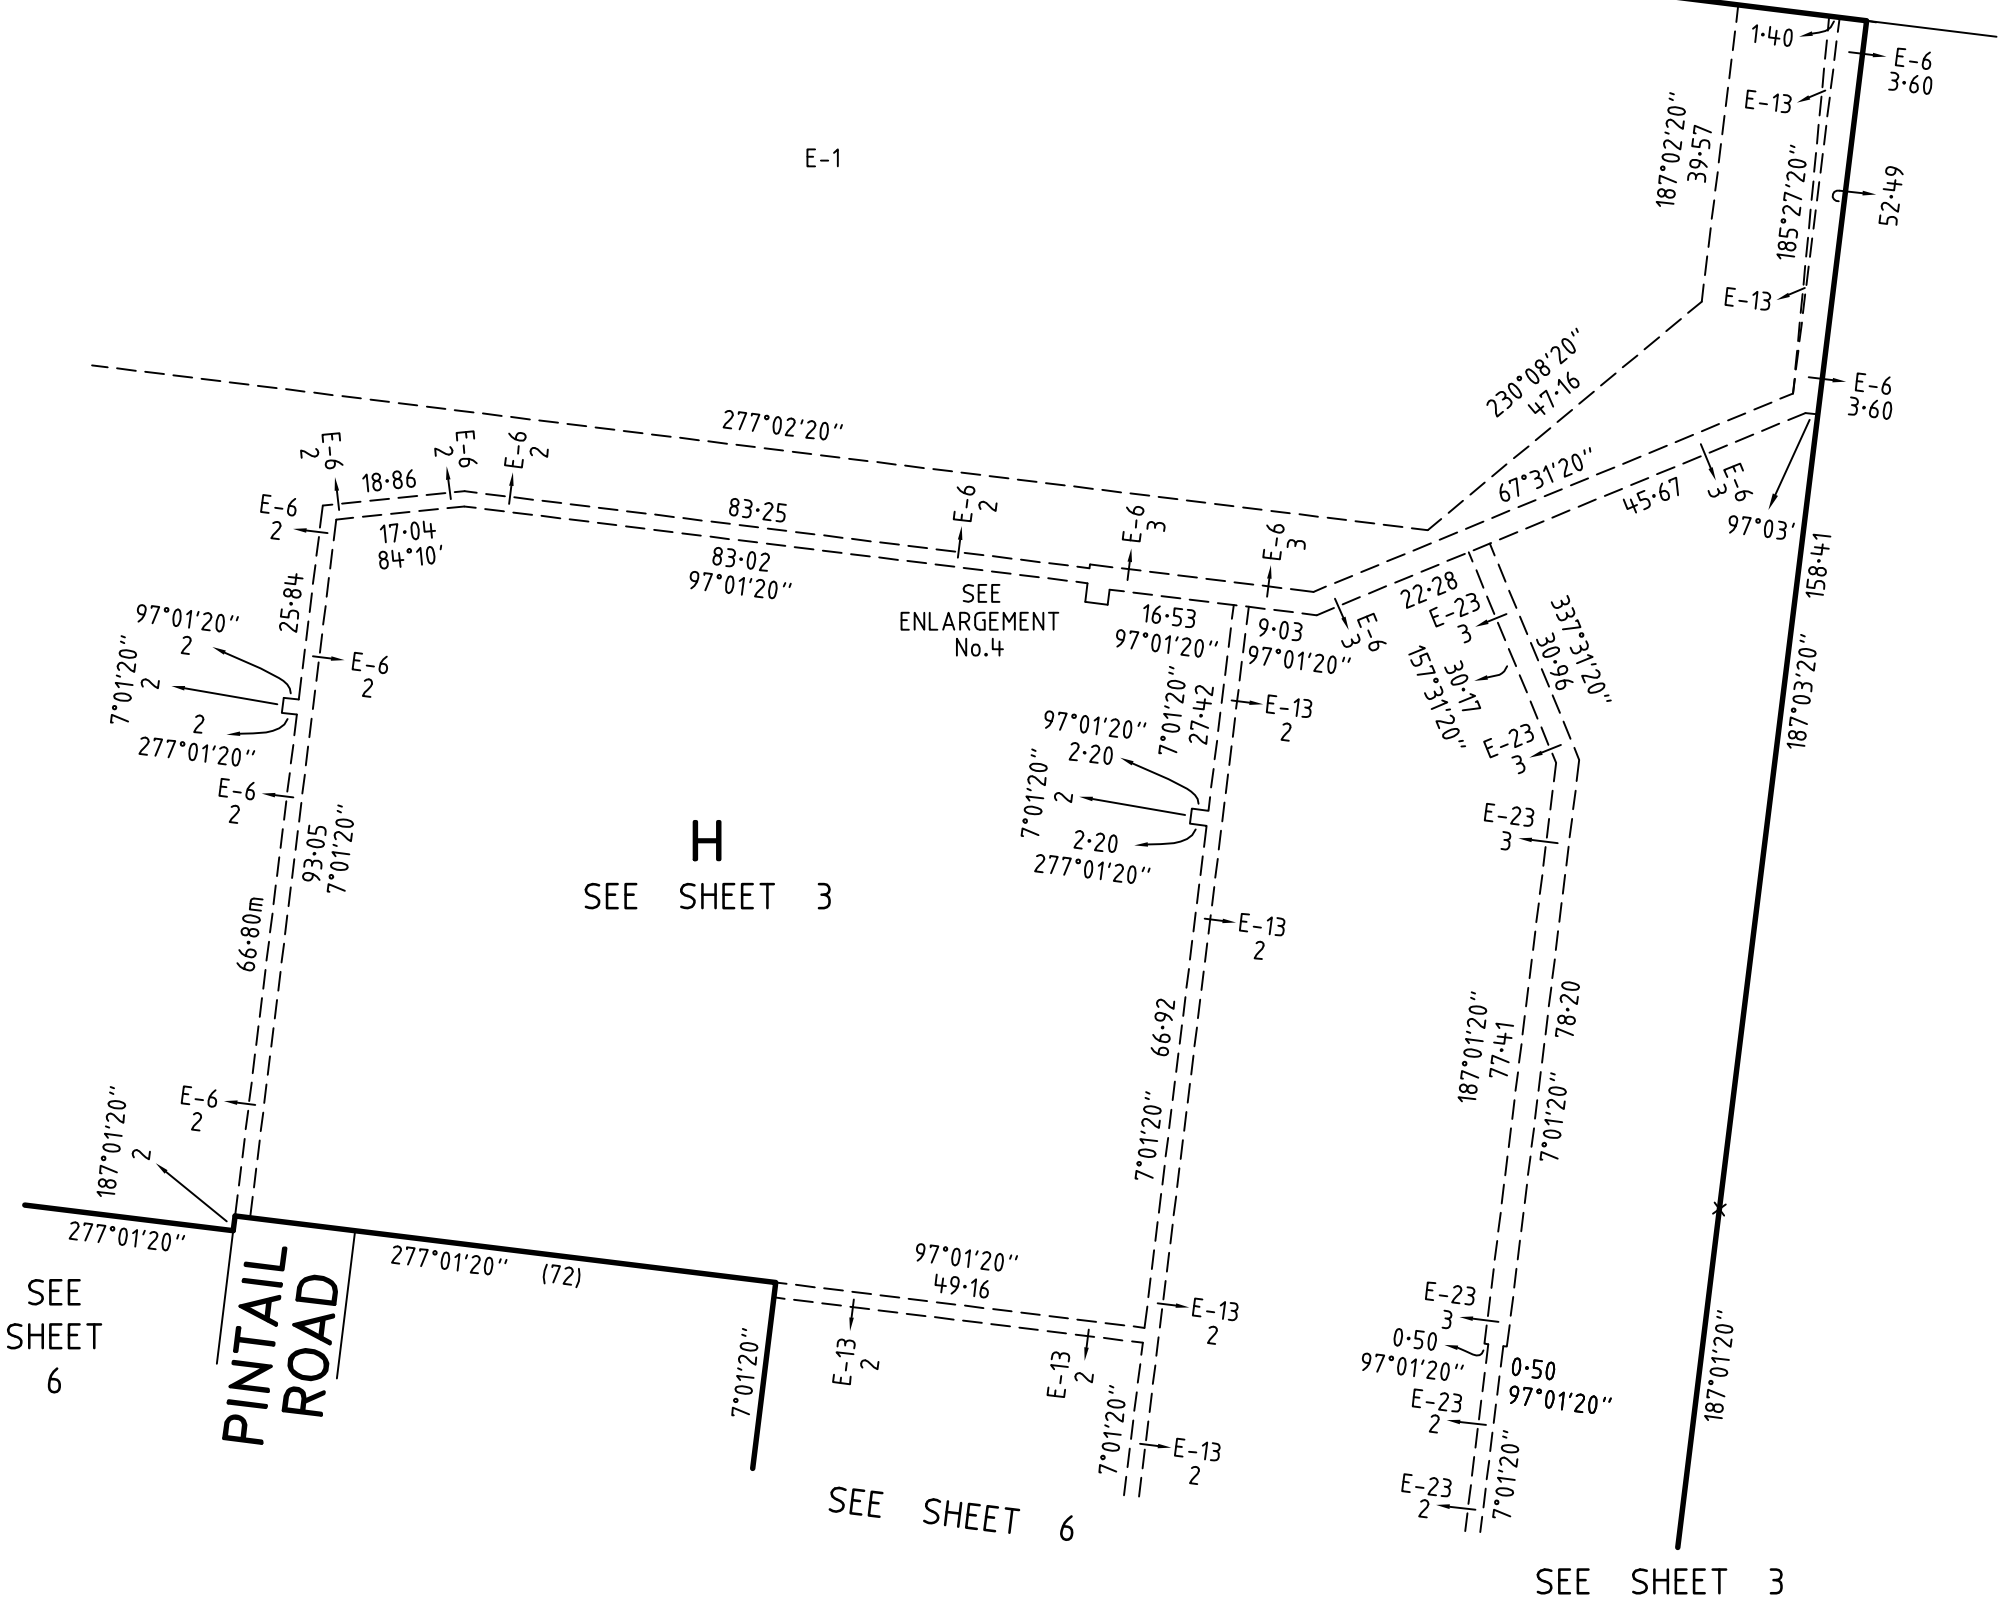 1·40
E-6
3·60
E-13
187°02'20"
39·57
E-1
185°27'20"
52·49
E-13
230°08'20"
47·16
E-6
3·60
277°02'20"
E-6
2
E-6
2
E-6
2
18·86
E-6
2
17·04
84°10'
83·25
83·02
97°01'20"
E-6
2
E-6
3
E-6
3
67°31'20"
45·67
E-6
3
97°03'
158·41
187°03'20"
SEE
ENLARGEMENT
No.4
16·53
97°01'20"
9·03
97°01'20"
E-6
3
22·28
E-23
3
337°31'20"
30·96
30·17
157°31'20"
25·84
97°01'20"
2
7°01'20"
2
2
277°01'20"
E-6
2
E-6
2
7°01'20"
27·42
E-13
2
97°01'20"
2·20
7°01'20"
2
2·20
277°01'20"
E-23
3
E-23
3
93·05
7°01'20"
H
SEE SHEET 3
66·80m
E-13
2
66·92
7°01'20"
187°01'20"
77·41
78·20
7°01'20"
E-6
2
187°01'20"
2
277°01'20"
277°01'20" (72)
97°01'20"
49·16
E-13
2
E-23
3
0·50
97°01'20"
0·50
97°01'20"
SEE
SHEET
6
PINTAIL
ROAD
7°01'20"
E-13
2
E-13
2
7°01'20"
E-13
2
E-23
2
E-23
2
7°01'20"
187°01'20"
SEE SHEET 6
SEE SHEET 3